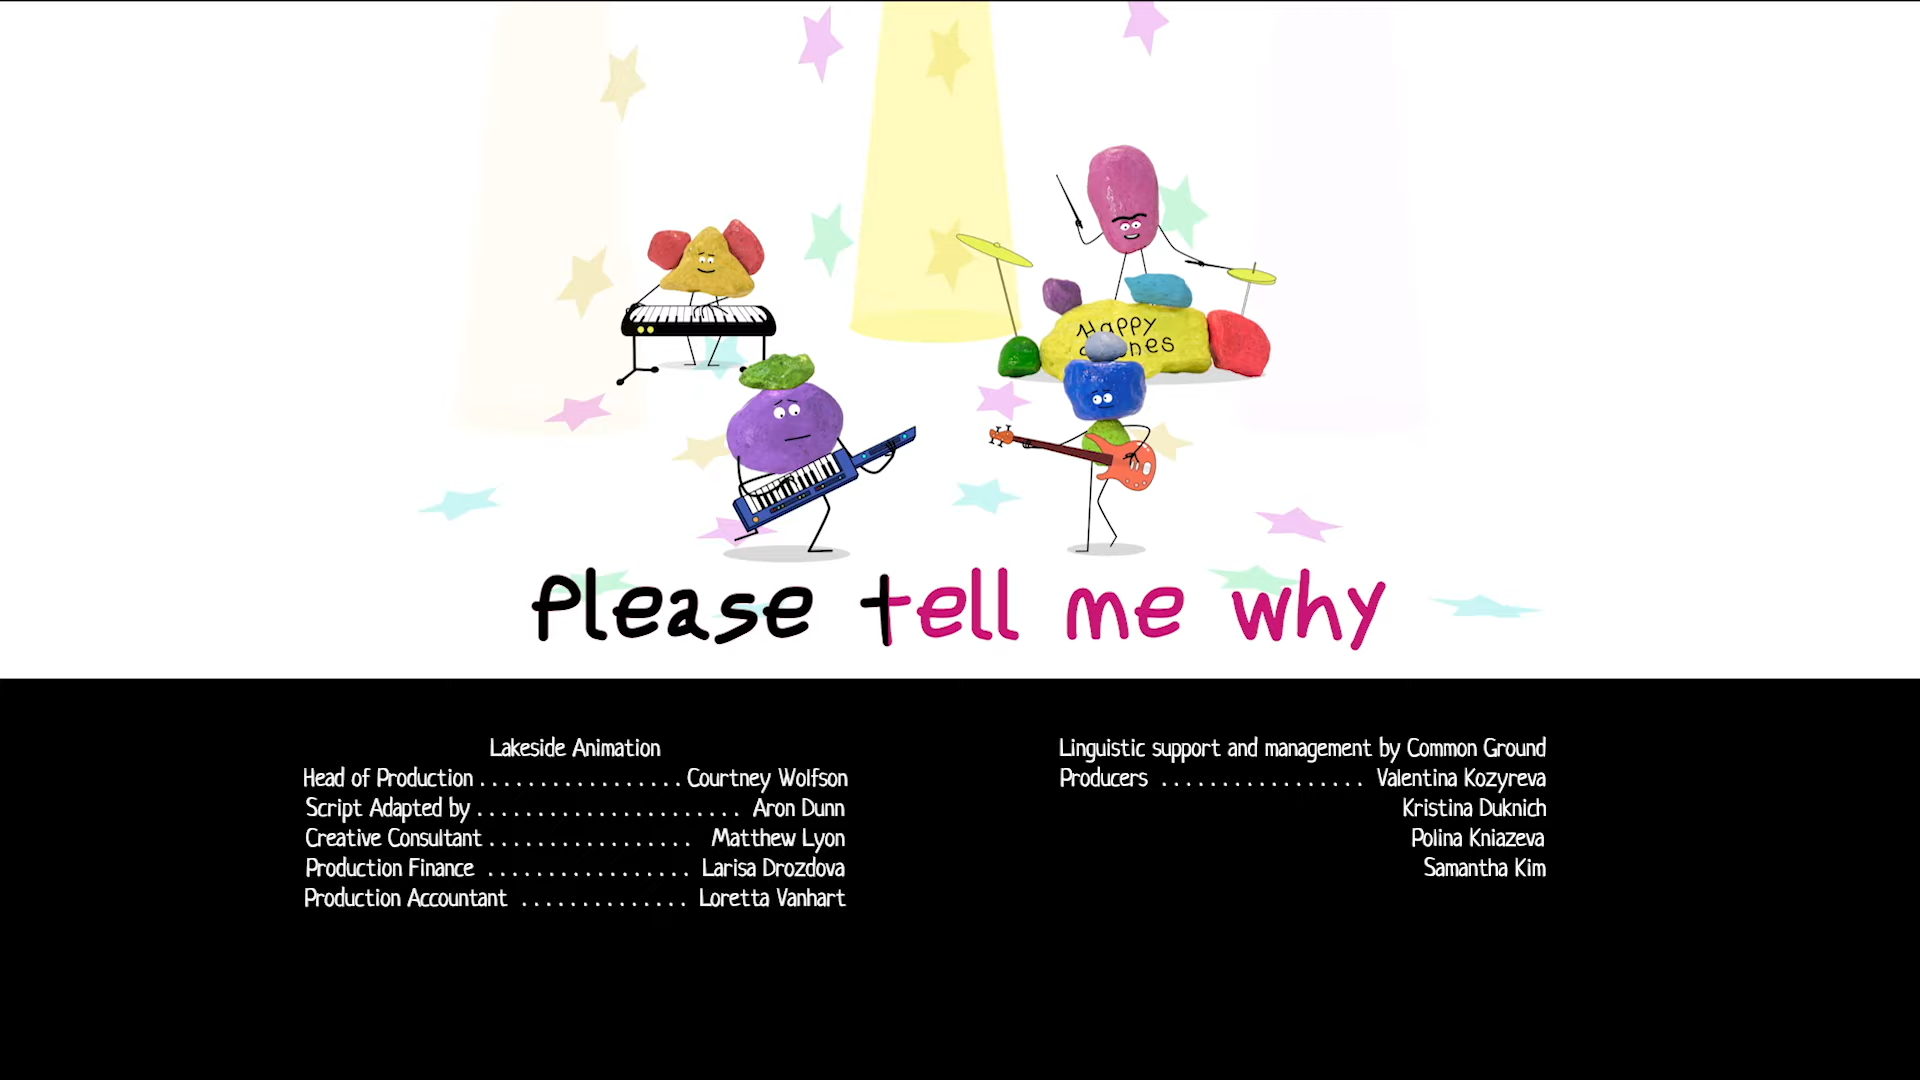 Happy
Please tell me why
Lakeside Animation
Head of Production . . . . . . . . . . . . . . . . . Courtney Wolfson
Script Adapted by . . . . . . . . . . . . . . . . . . . . . . Aron Dunn
Creative Consultant . . . . . . . . . . . . . . . . . Matthew Lyon
Production Finance . . . . . . . . . . . . . . . . . Larisa Drozdova
Production Accountant . . . . . . . . . . . . . . Loretta Vanhart
Linguistic support and management by Common Ground
Producers . . . . . . . . . . . . . . . . . Valentina Kozyreva
Kristina Duknich
Polina Kniazeva
Samantha Kim